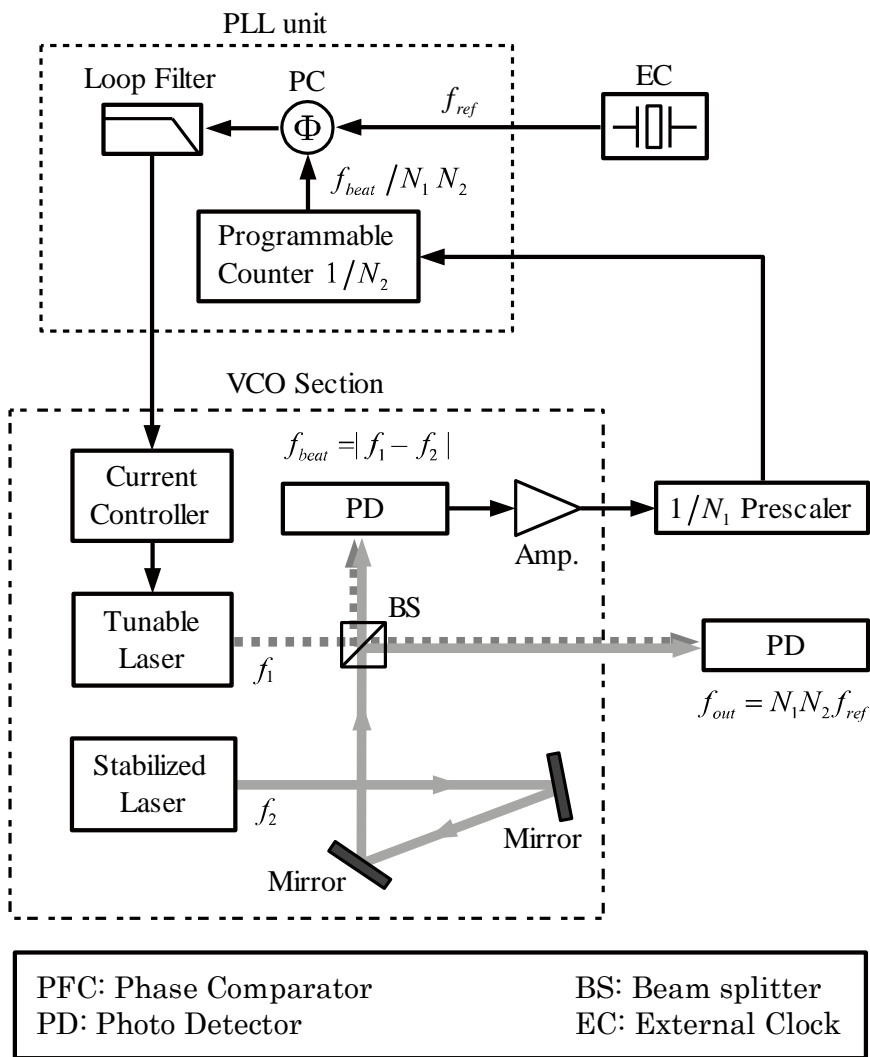 PLL unit
Loop Filter
PC
EC
Φ
f_ref
f_beat / N_1 N_2
Programmable
Counter 1/N_2
VCO Section
f_beat =| f_1 − f_2 |
Current
Controller
PD
Amp.
1/N_1 Prescaler
Tunable
Laser
f_1
BS
PD
f_out = N_1 N_2 f_ref
Stabilized
Laser
f_2
Mirror
Mirror
PFC: Phase Comparator
BS: Beam splitter
PD: Photo Detector
EC: External Clock